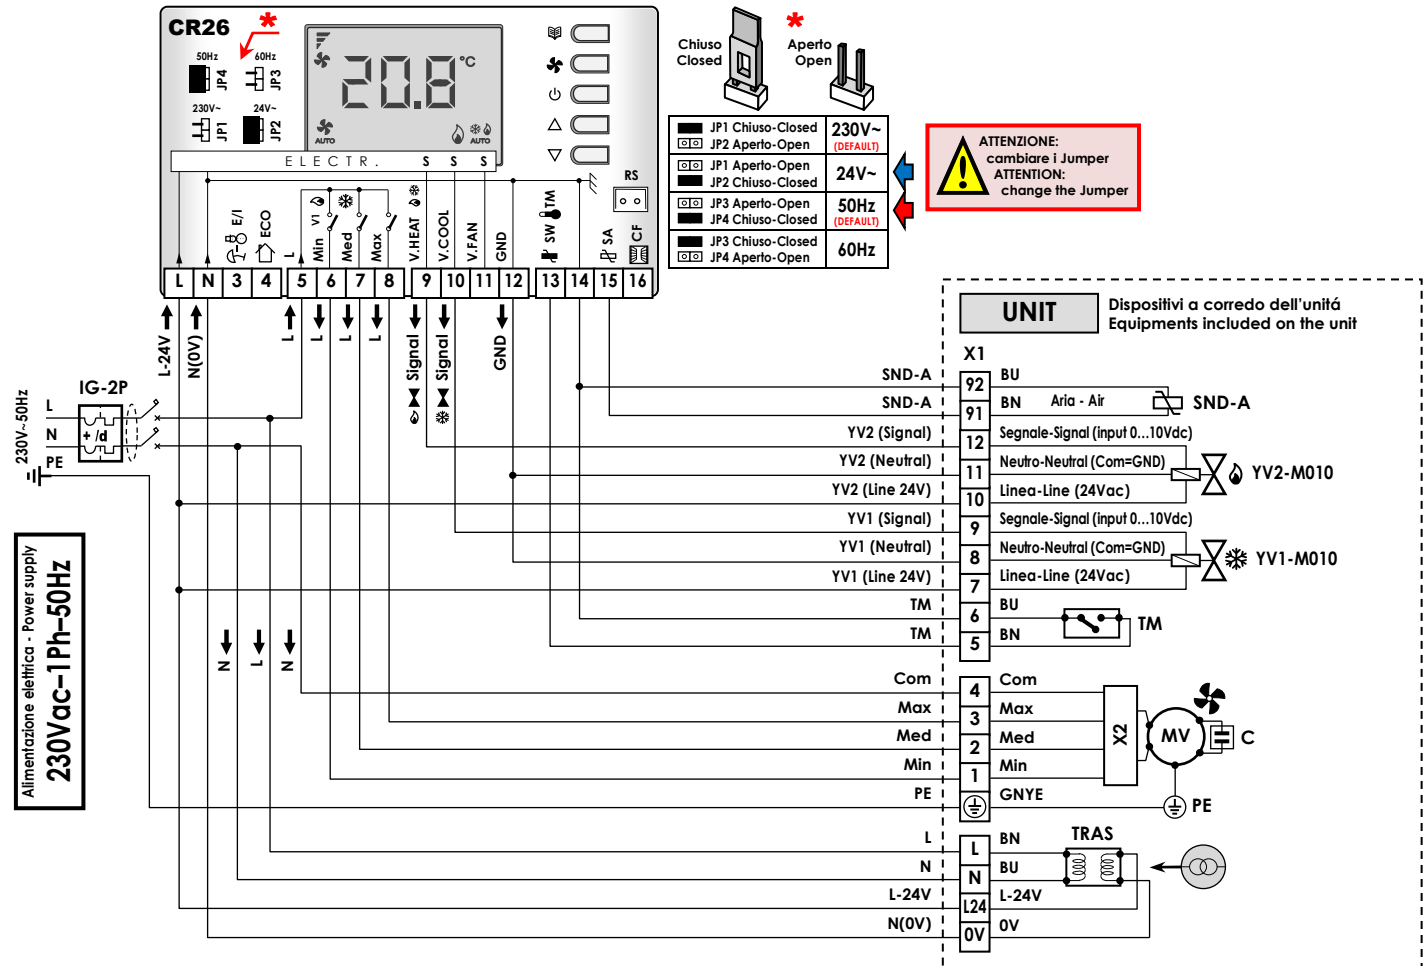 CR26
*
50Hz
JP4
60Hz
JP3
230V~
JP1
24V~
JP2
20.8 °C
AUTO
AUTO
ELECTR. S S S
RS
L
Min V1
Med
Max
E/I
ECO
V.HEAT
V.COOL
V.FAN
GND
SW
TM
SA
CF
L N 3 4 5 6 7 8 9 10 11 12 13 14 15 16
Chiuso
Closed
*
Aperto
Open
JP1 Chiuso-Closed
JP2 Aperto-Open
230V~
(DEFAULT)
JP1 Aperto-Open
JP2 Chiuso-Closed
24V~
JP3 Aperto-Open
JP4 Chiuso-Closed
50Hz
(DEFAULT)
JP3 Chiuso-Closed
JP4 Aperto-Open
60Hz
ATTENZIONE:
cambiare i Jumper
ATTENTION:
change the Jumper
L-24V
N(0V)
L
L
L
L
Signal
Signal
GND
230V~50Hz
L
N
PE
IG-2P
+ /d
N
L
N
Alimentazione elettrica - Power supply
230Vac-1Ph-50Hz
UNIT
Dispositivi a corredo dell'unitá
Equipments included on the unit
X1
SND-A 92 BU
SND-A 91 BN Aria - Air
SND-A
YV2 (Signal) 12 Segnale-Signal (input 0...10Vdc)
YV2 (Neutral) 11 Neutro-Neutral (Com=GND)
YV2-M010
YV2 (Line 24V) 10 Linea-Line (24Vac)
YV1 (Signal) 9 Segnale-Signal (input 0...10Vdc)
YV1 (Neutral) 8 Neutro-Neutral (Com=GND)
YV1-M010
YV1 (Line 24V) 7 Linea-Line (24Vac)
TM 6 BU
TM
TM 5 BN
Com 4 Com
Max 3 Max
Med 2 Med
Min 1 Min
X2
MV
C
PE GNYE
PE
L L BN
TRAS
N N BU
L-24V L24 L-24V
N(0V) 0V 0V